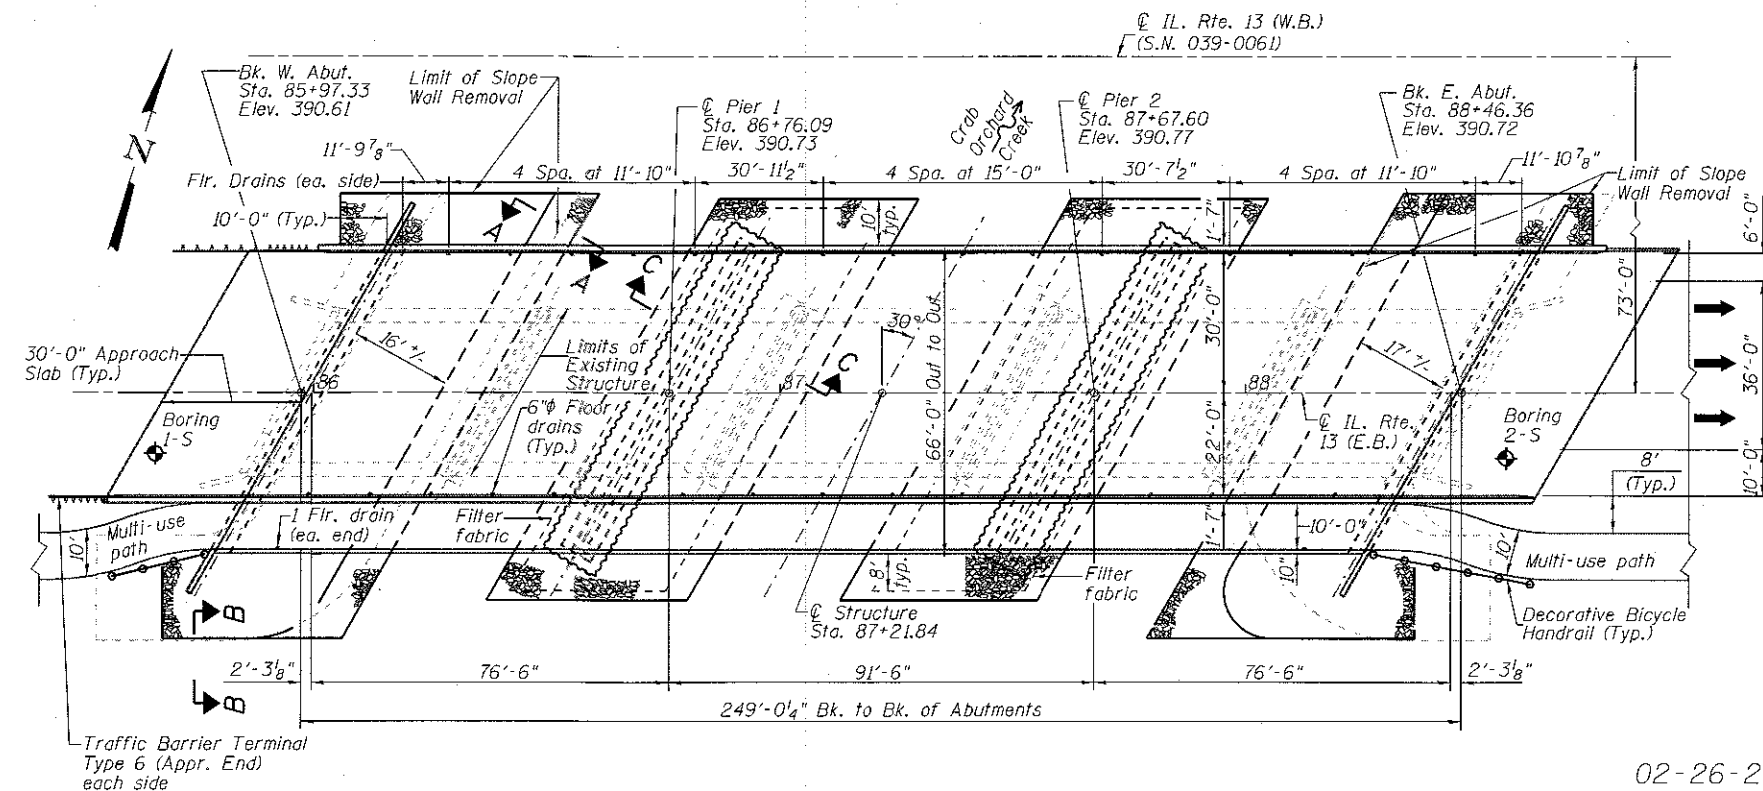 ℄ IL. Rte. 13 (W.B.)
(S.N. 039-0061)
Bk. W. Abut.
Sta. 85+97.33
Elev. 390.61
Limit of Slope
Wall Removal
℄ Pier 1
Sta. 86+76.09
Elev. 390.73
Crab
Orchard
Creek
℄ Pier 2
Sta. 87+67.60
Elev. 390.77
Bk. E. Abut.
Sta. 88+46.36
Elev. 390.72
N
11'-9⅞"
4 Spa. at 11'-10"
30'-11½"
4 Spa. at 15'-0"
30'-7½"
4 Spa. at 11'-10"
11'-10⅞"
Limit of Slope
Wall Removal
Flr. Drains (ea. side)
10'-0" (Typ.)
A
A
C
C
10'
typ.
1'-7"
6'-0"
73'-0"
30'-0"
66'-0" Out to Out
30°
16' +/-
17' +/-
30'-0" Approach
Slab (Typ.)
Limits of
Existing
Structure
86
87
88
36'-0"
6"φ Floor
drains
(Typ.)
Boring
1-S
22'-0"
℄ IL. Rte.
13 (E.B.)
Boring
2-S
8'
(Typ.)
10'-0"
Multi-use
path
10'
1 Flr. drain
(ea. end)
Filter
fabric
1'-7"
10'-0"
10"
10'
Multi-use path
8'
typ.
Filter
fabric
℄ Structure
Sta. 87+21.84
Decorative Bicycle
Handrail (Typ.)
B
B
2'-3⅛"
76'-6"
91'-6"
76'-6"
2'-3⅛"
249'-0¼" Bk. to Bk. of Abutments
Traffic Barrier Terminal
Type 6 (Appr. End)
each side
02-26-2